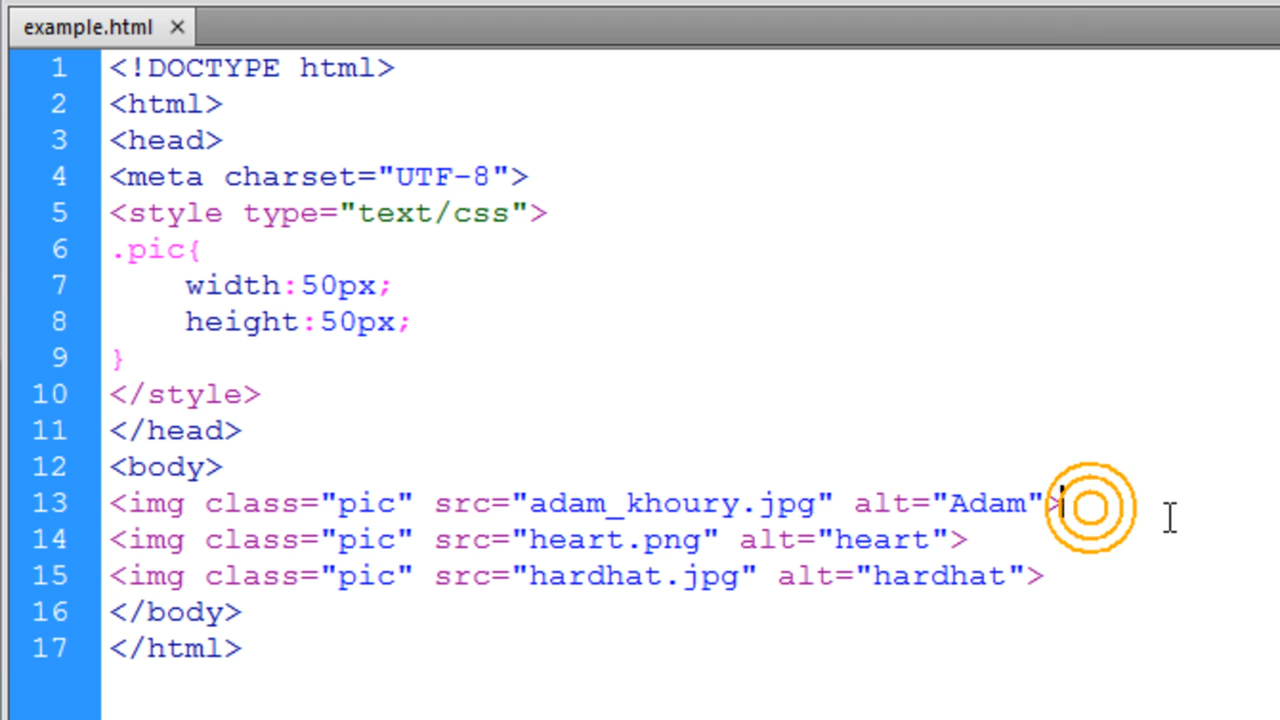 example.html ×
1 <!DOCTYPE html>
2 <html>
3 <head>
4 <meta charset="UTF-8">
5 <style type="text/css">
6 .pic{
7     width:50px;
8     height:50px;
9 }
10 </style>
11 </head>
12 <body>
13 <img class="pic" src="adam_khoury.jpg" alt="Adam">
14 <img class="pic" src="heart.png" alt="heart">
15 <img class="pic" src="hardhat.jpg" alt="hardhat">
16 </body>
17 </html>